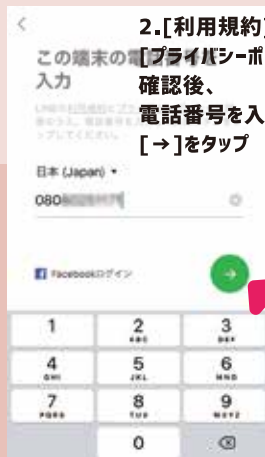 2.[利用規約]
[プライバシーポ
確認後、
電話番号を入
[→]をタップ
この端末の電
入力
日本 (Japan)
080
Facebookログイン
1
2
ABC
3
DEF
4
GHI
5
JKL
6
MNO
7
PQRS
8
TUV
9
WXYZ
0